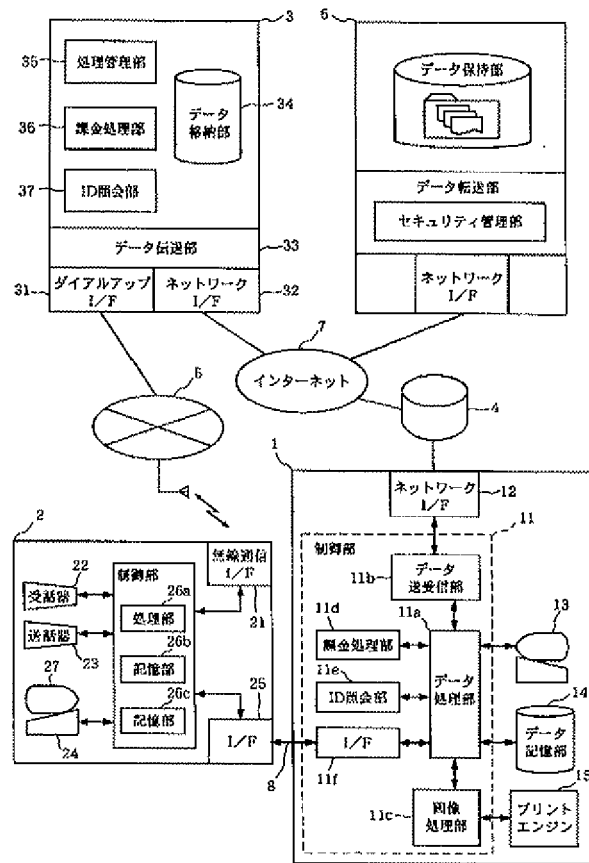 3
35
処理管理部
36
課金処理部
37
ID照会部
34
データ
格納部
データ伝送部
33
31
ダイアルアップ
I/F
ネットワーク
I/F
32
5
データ保持部
データ転送部
セキュリティ管理部
ネットワーク
I/F
7
インターネット
6
4
1
ネットワーク
I/F
12
11
制御部
11b
データ
送受信部
11a
11d
課金処理部
11e
ID照会部
データ
処理部
I/F
11f
13
14
データ
記憶部
15
11c
画像
処理部
プリント
エンジン
2
無線通信
I/F
21
22
受話器
23
送話器
27
24
制御部
26a
処理部
26b
記憶部
26c
記憶部
25
I/F
8